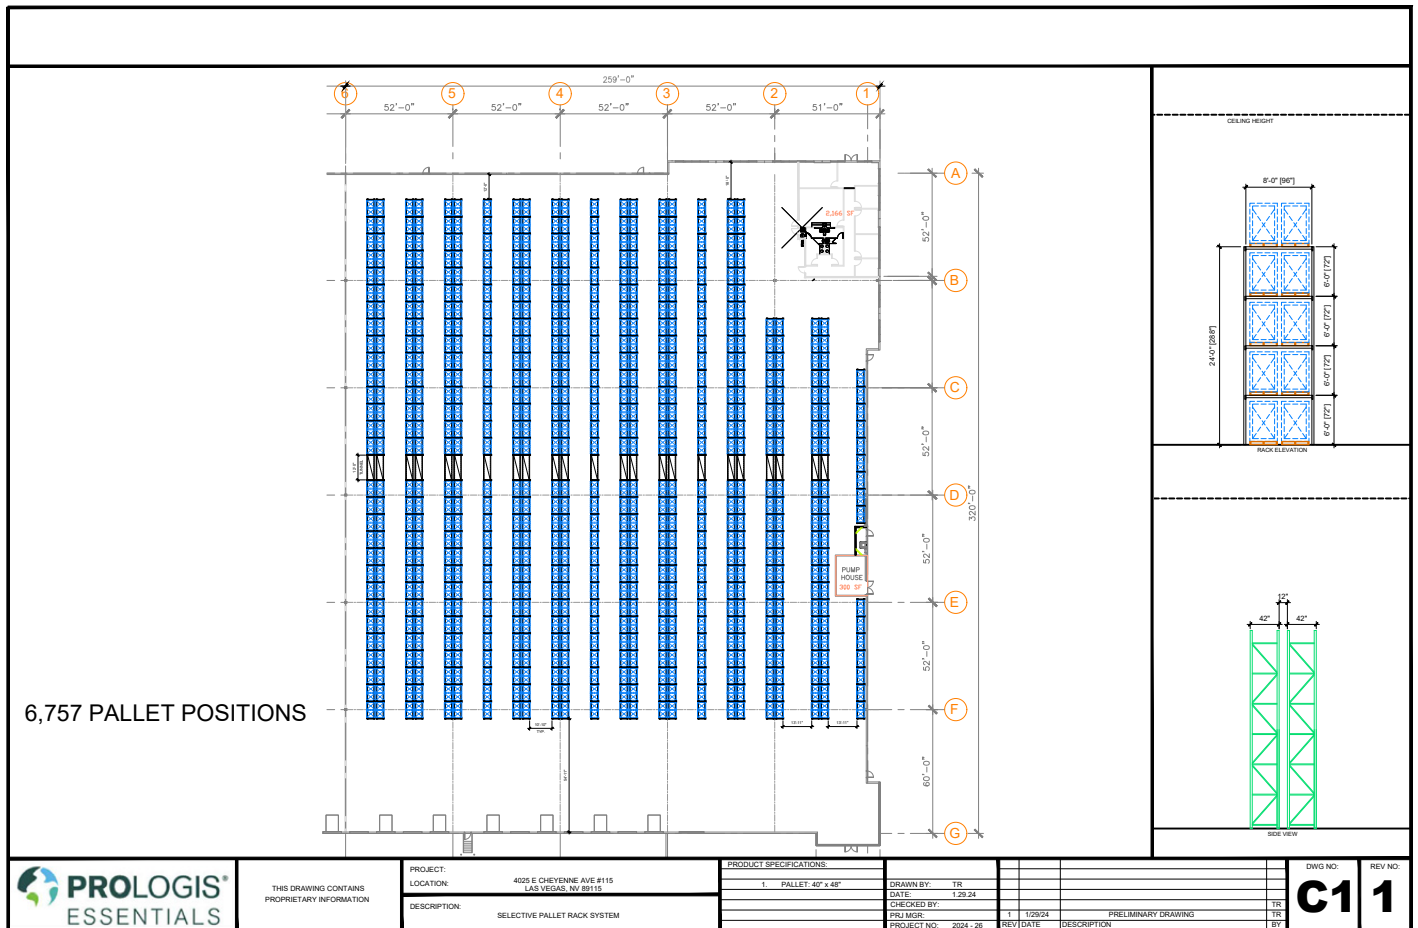 259'-0"
6
5
4
3
2
1
52'-0"
52'-0"
52'-0"
52'-0"
51'-0"
A
B
C
D
E
F
G
52'-0"
52'-0"
52'-0"
52'-0"
60'-0"
320'-0"
2,166 SF
PUMP
HOUSE
300 SF
TYP.
6,757 PALLET POSITIONS
CEILING HEIGHT
8'-0" [96"]
24'-0" [288"]
6'-0" [72"]
6'-0" [72"]
6'-0" [72"]
6'-0" [72"]
RACK ELEVATION
12"
42"
42"
SIDE VIEW
PROLOGIS®
ESSENTIALS
THIS DRAWING CONTAINS
PROPRIETARY INFORMATION
PROJECT:
LOCATION:
4025 E CHEYENNE AVE #115
LAS VEGAS, NV 89115
DESCRIPTION:
SELECTIVE PALLET RACK SYSTEM
PRODUCT SPECIFICATIONS:
1. PALLET: 40" x 48"
DRAWN BY: TR
DATE: 1.29.24
CHECKED BY:
PRJ MGR:
PROJECT NO: 2024 - 26
TR
1 1/29/24 PRELIMINARY DRAWING TR
REV DATE DESCRIPTION BY
DWG NO:
C1
REV NO:
1